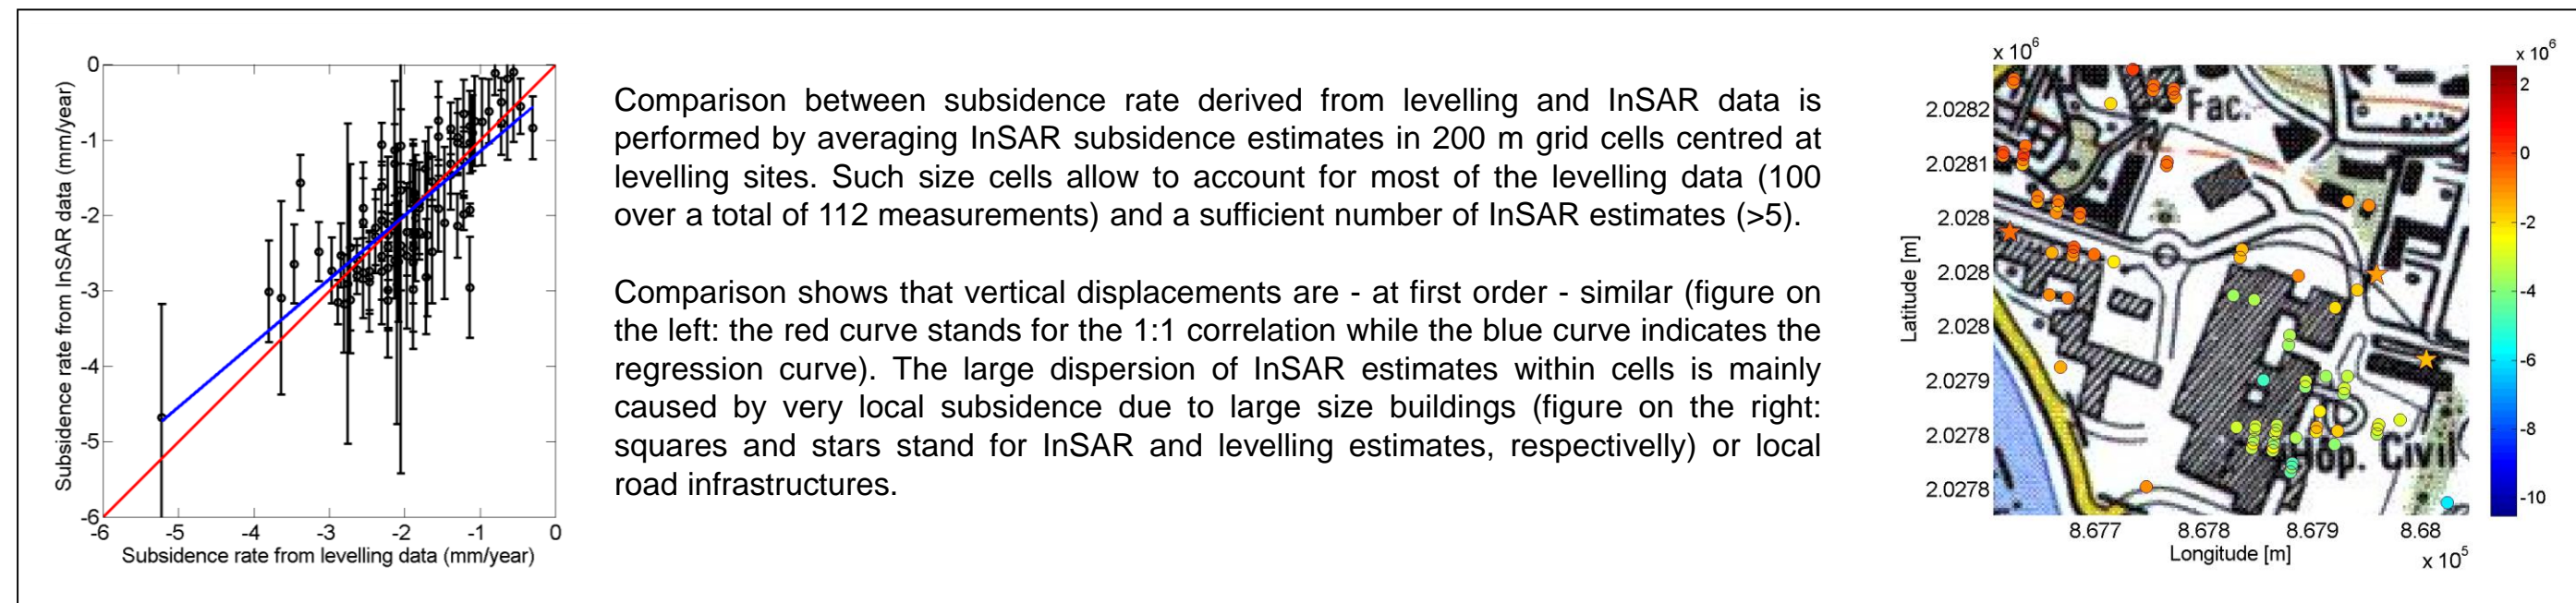 0
-1
-2
-3
-4
-5
-6
Subsidence rate from InSAR data (mm/year)
-6 -5 -4 -3 -2 -1 0
Subsidence rate from levelling data (mm/year)
Comparison between subsidence rate derived from levelling and InSAR data is
performed by averaging InSAR subsidence estimates in 200 m grid cells centred at
levelling sites. Such size cells allow to account for most of the levelling data (100
over a total of 112 measurements) and a sufficient number of InSAR estimates (>5).
Comparison shows that vertical displacements are - at first order - similar (figure on
the left: the red curve stands for the 1:1 correlation while the blue curve indicates the
regression curve). The large dispersion of InSAR estimates within cells is mainly
caused by very local subsidence due to large size buildings (figure on the right:
squares and stars stand for InSAR and levelling estimates, respectivelly) or local
road infrastructures.
x 10⁶
2.0282
2.0281
2.028
2.028
2.028
2.0279
2.0278
2.0278
Latitude [m]
Fac.
Hop. Civil
8.677 8.678 8.679 8.68
Longitude [m]
x 10⁵
x 10⁶
2
0
-2
-4
-6
-8
-10